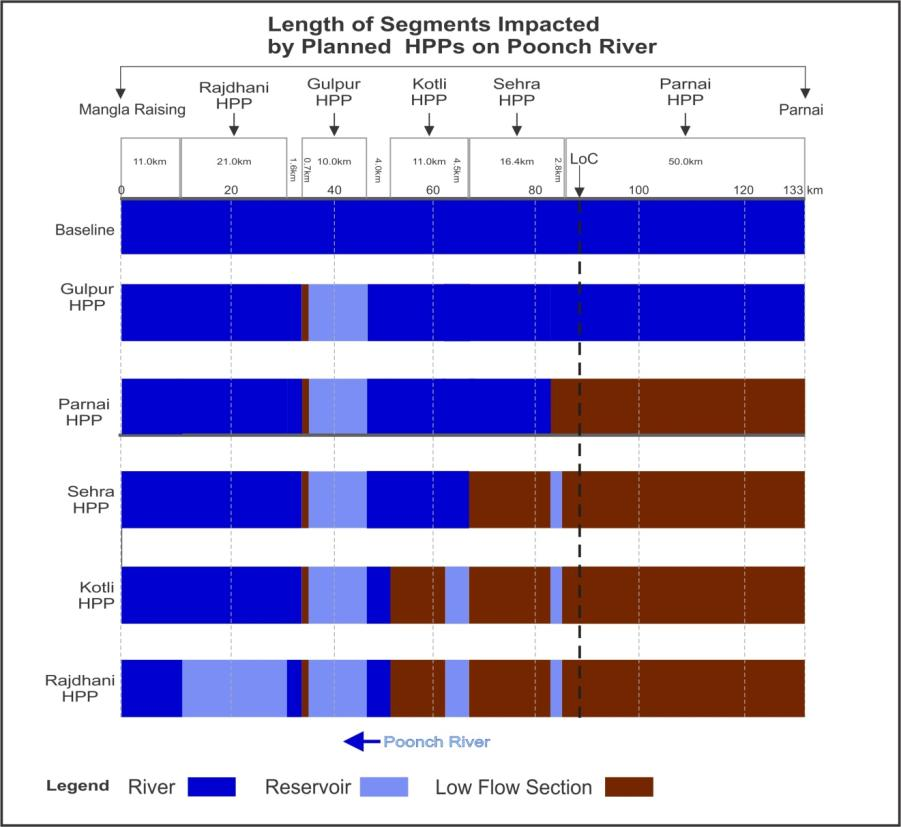 Length of Segments Impacted
by Planned HPPs on Poonch River
Mangla Raising
Rajdhani
HPP
Gulpur
HPP
Kotli
HPP
Sehra
HPP
Parnai
HPP
Parnai
11.0km
21.0km
1.6km
0.7km
10.0km
4.0km
11.0km
4.5km
16.4km
2.8km
LoC
50.0km
0 20 40 60 80 100 120 133 km
Baseline
Gulpur
HPP
Parnai
HPP
Sehra
HPP
Kotli
HPP
Rajdhani
HPP
Poonch River
Legend River Reservoir Low Flow Section